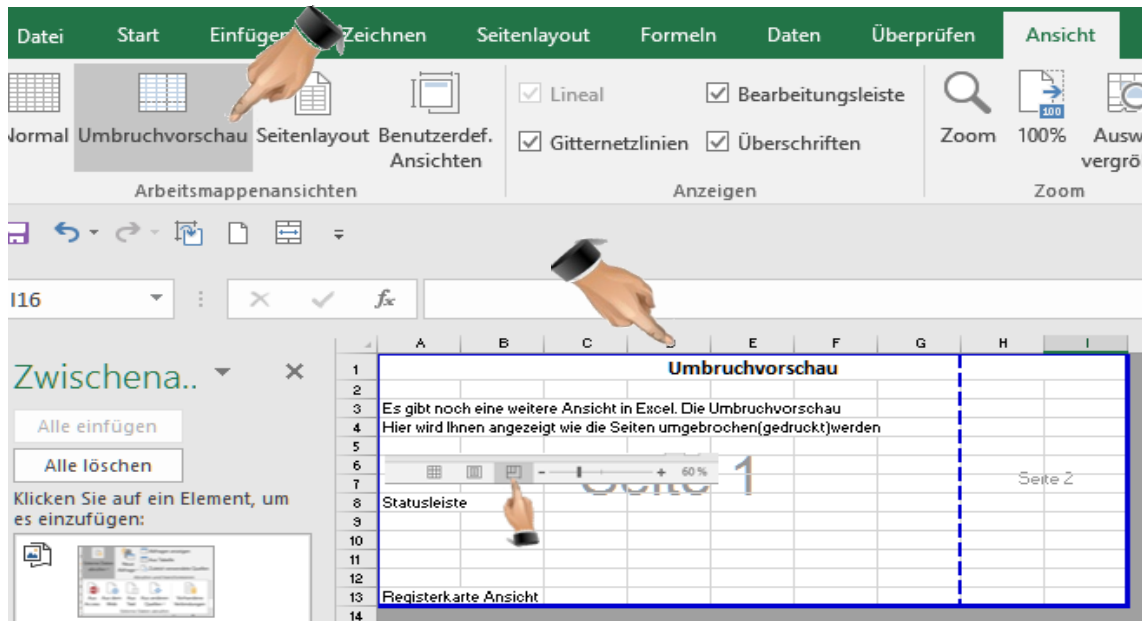 Datei Start Einfügen Zeichnen Seitenlayout Formeln Daten Überprüfen Ansicht
Normal Umbruchvorschau Seitenlayout Benutzerdef. Ansichten
Lineal Bearbeitungsleiste
Gitternetzlinien Überschriften
Zoom 100% Ausw
vergrö
Arbeitsmappenansichten Anzeigen Zoom
I16 fx
Zwischena..
Alle einfügen
Alle löschen
Klicken Sie auf ein Element, um
es einzufügen:
A B C D E F G H I
1 Umbruchvorschau
2
3 Es gibt noch eine weitere Ansicht in Excel. Die Umbruchvorschau
4 Hier wird Ihnen angezeigt wie die Seiten umgebrochen(gedruckt)werden
5
6 60 %
7 Seite 1 Seite 2
8 Statusleiste
9
10
11
12
13 Registerkarte Ansicht
14